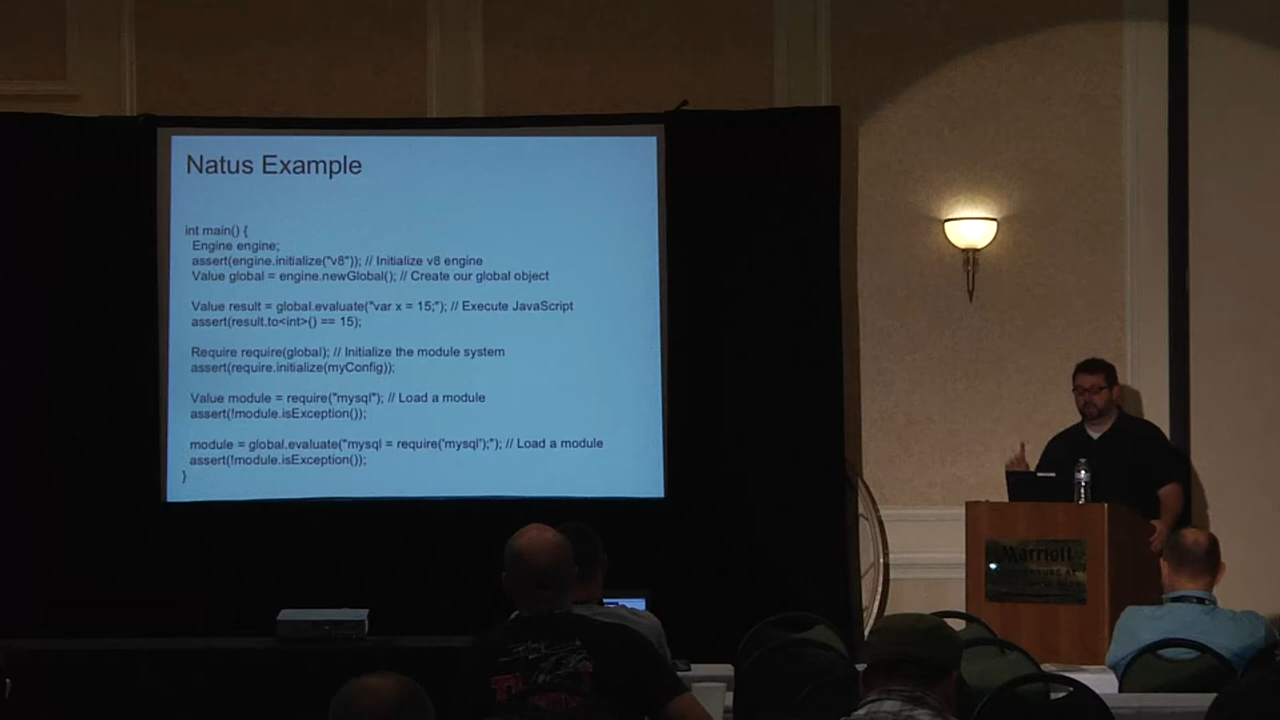 Natus Example
int main() {
Engine engine;
assert(engine.initialize("v8")); // Initialize v8 engine
Value global = engine.newGlobal(); // Create our global object
Value result = global.evaluate("var x = 15;"); // Execute JavaScript
assert(result.to<int>() == 15);
Require require(global); // Initialize the module system
assert(require.initialize(myConfig));
Value module = require("mysql"); // Load a module
assert(!module.isException());
module = global.evaluate("mysql = require('mysql');"); // Load a module
assert(!module.isException());
}
Marriott